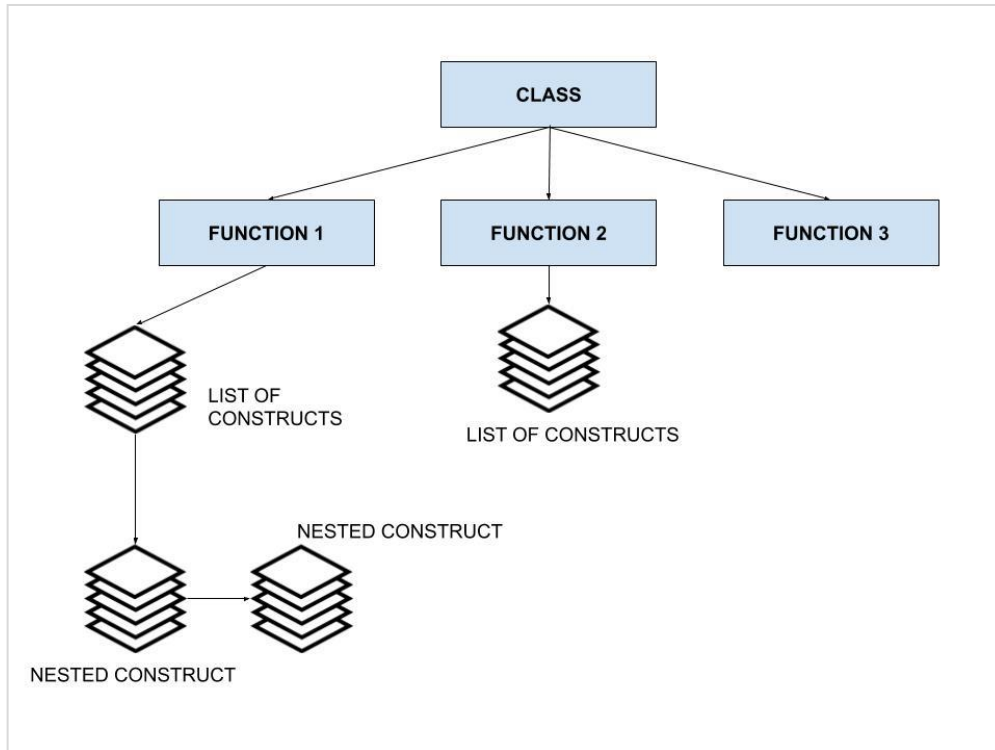 CLASS
FUNCTION 1
FUNCTION 2
FUNCTION 3
LIST OF
CONSTRUCTS
LIST OF CONSTRUCTS
NESTED CONSTRUCT
NESTED CONSTRUCT